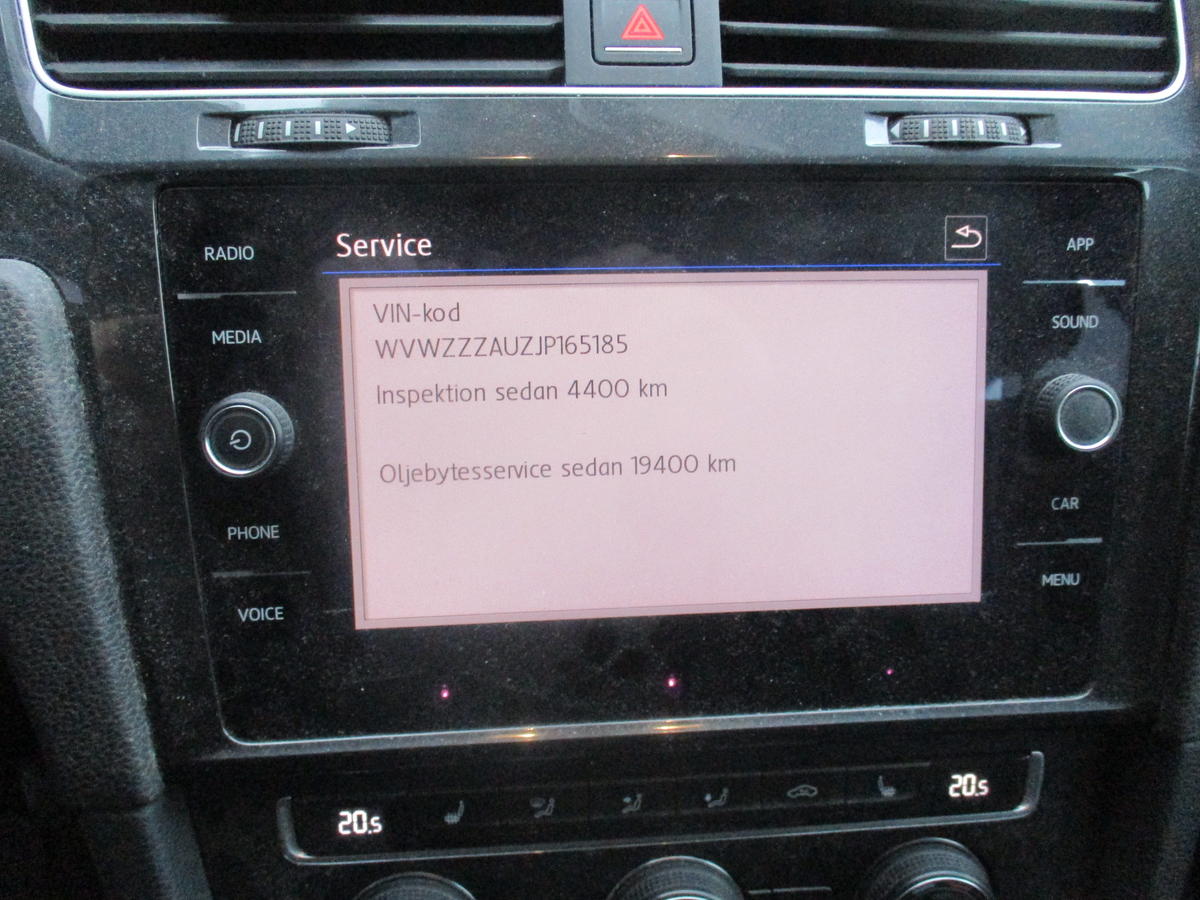 Service
RADIO
MEDIA
PHONE
VOICE
VIN-kod
WVWZZZAUZJP165185
Inspektion sedan 4400 km
Oljebytesservice sedan 19400 km
APP
SOUND
CAR
MENU
20.5
20.5